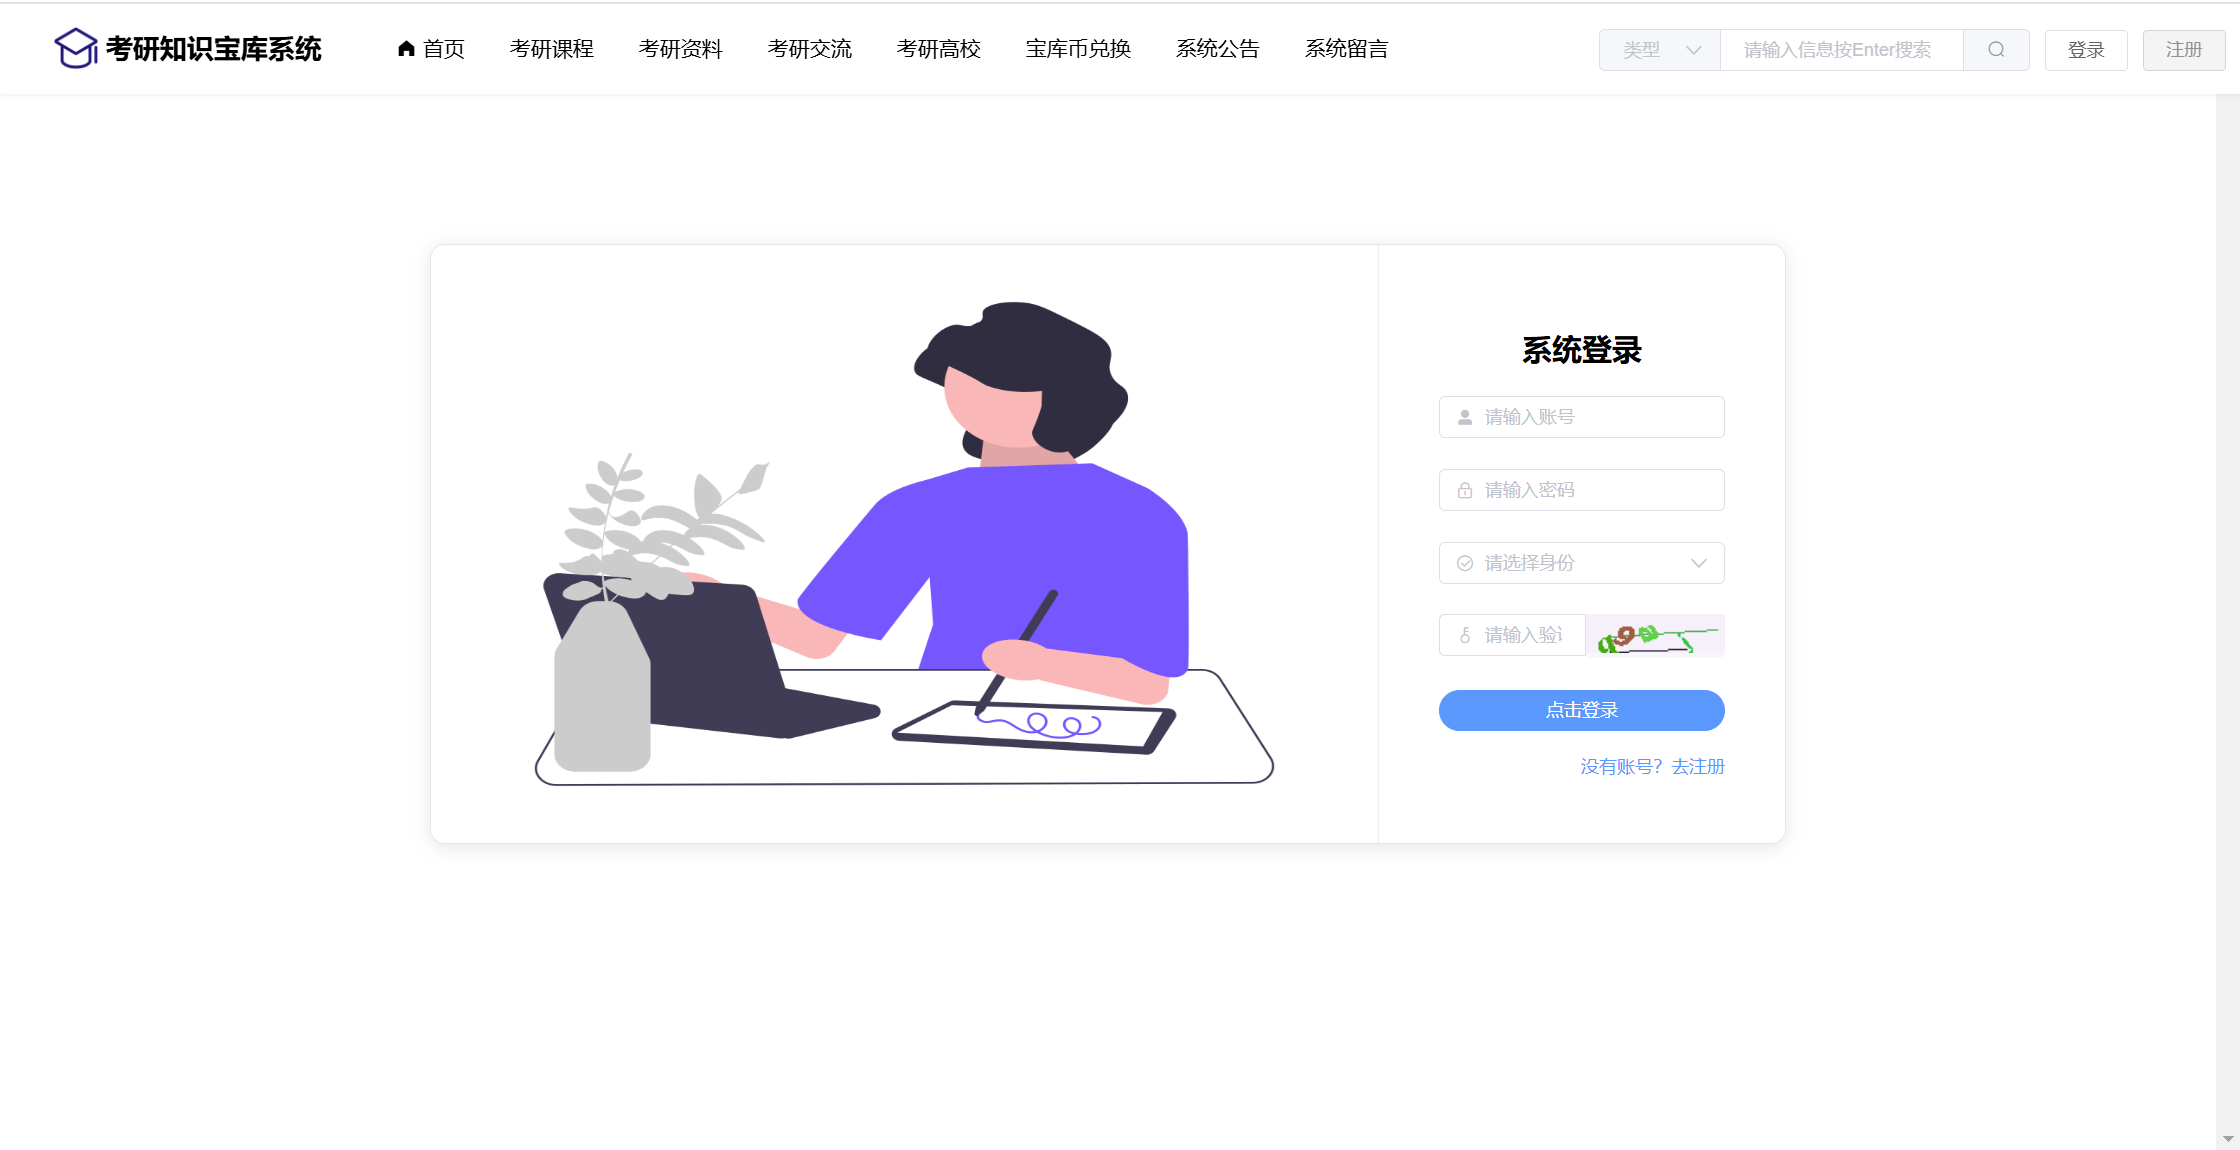 考研知识宝库系统
首页 考研课程 考研资料 考研交流 考研高校 宝库币兑换 系统公告 系统留言
类型 请输入信息按Enter搜索 登录 注册
系统登录
请输入账号
请输入密码
请选择身份
请输入验
点击登录
没有账号？去注册